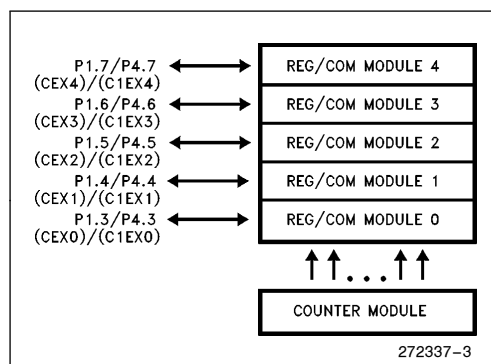 P1.7/P4.7
(CEX4)/(C1EX4)
REG/COM MODULE 4
P1.6/P4.6
(CEX3)/(C1EX3)
REG/COM MODULE 3
P1.5/P4.5
(CEX2)/(C1EX2)
REG/COM MODULE 2
P1.4/P4.4
(CEX1)/(C1EX1)
REG/COM MODULE 1
P1.3/P4.3
(CEX0)/(C1EX0)
REG/COM MODULE 0
...
COUNTER MODULE
272337-3